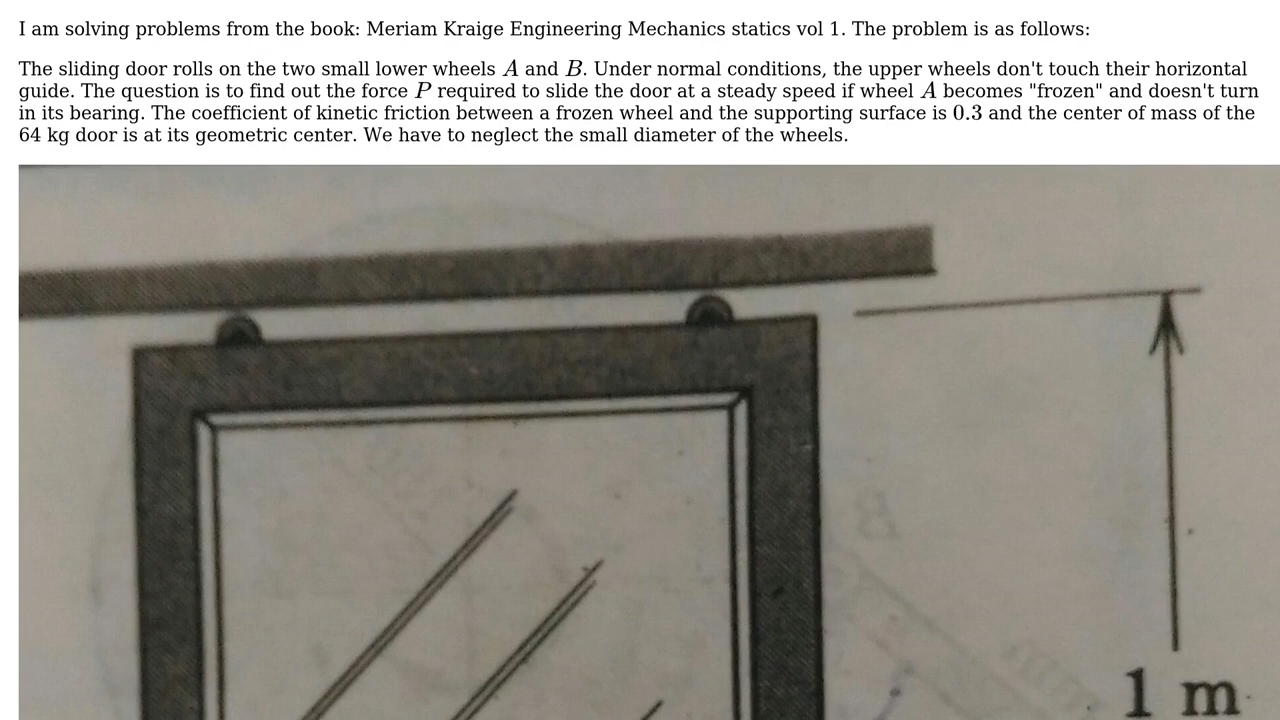 I am solving problems from the book: Meriam Kraige Engineering Mechanics statics vol 1. The problem is as follows:
The sliding door rolls on the two small lower wheels A and B. Under normal conditions, the upper wheels don't touch their horizontal
guide. The question is to find out the force P required to slide the door at a steady speed if wheel A becomes "frozen" and doesn't turn
in its bearing. The coefficient of kinetic friction between a frozen wheel and the supporting surface is 0.3 and the center of mass of the
64 kg door is at its geometric center. We have to neglect the small diameter of the wheels.
1 m